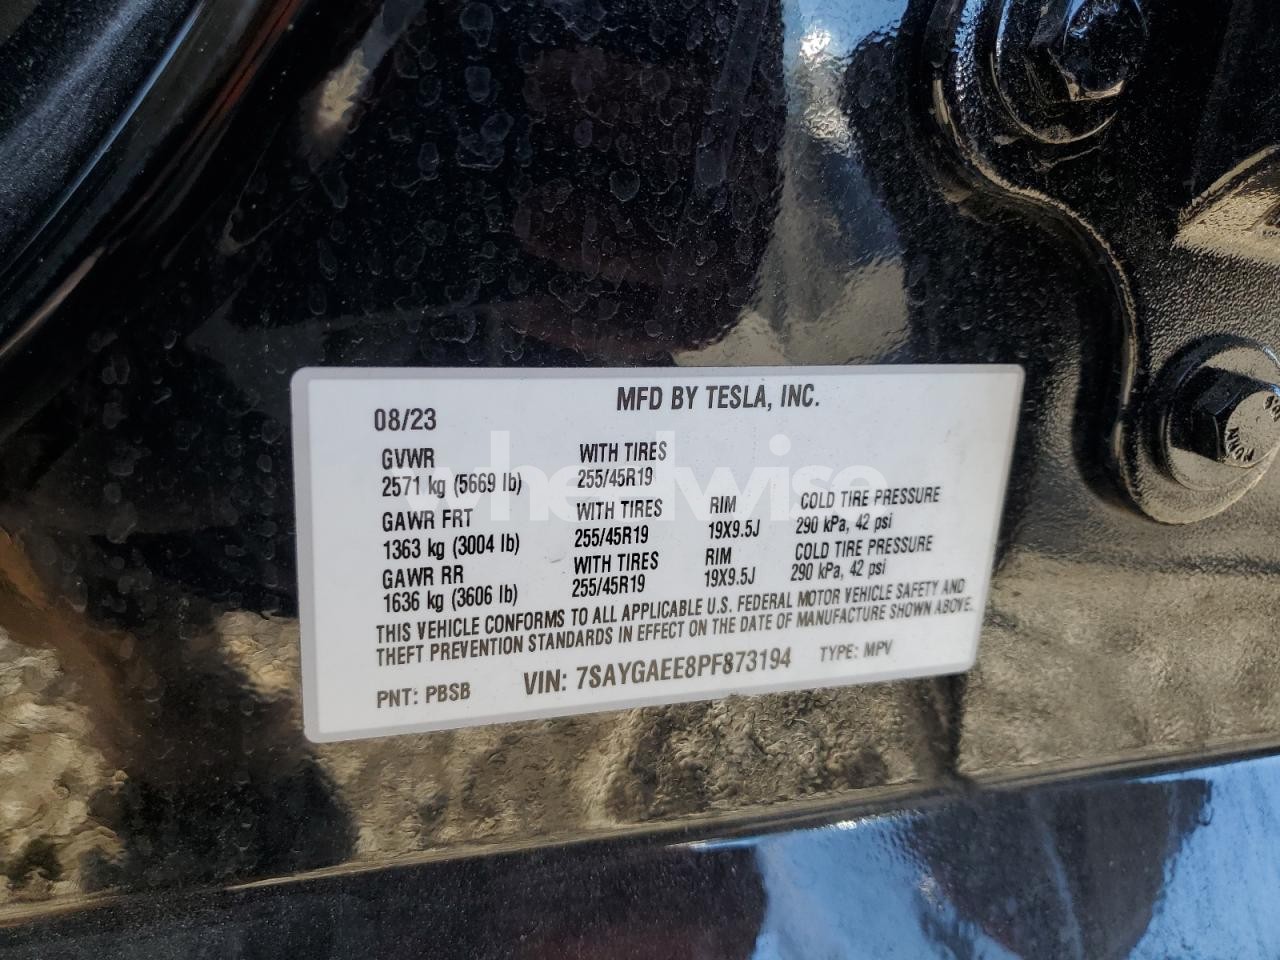 MFD BY TESLA, INC.
08/23
GVWR WITH TIRES
2571 kg (5669 lb) 255/45R19
GAWR FRT WITH TIRES RIM COLD TIRE PRESSURE
1363 kg (3004 lb) 255/45R19 19X9.5J 290 kPa, 42 psi
GAWR RR WITH TIRES RIM COLD TIRE PRESSURE
1636 kg (3606 lb) 255/45R19 19X9.5J 290 kPa, 42 psi
THIS VEHICLE CONFORMS TO ALL APPLICABLE U.S. FEDERAL MOTOR VEHICLE SAFETY AND
THEFT PREVENTION STANDARDS IN EFFECT ON THE DATE OF MANUFACTURE SHOWN ABOVE.
PNT: PBSB VIN: 7SAYGAEE8PF873194 TYPE: MPV
wheelwise